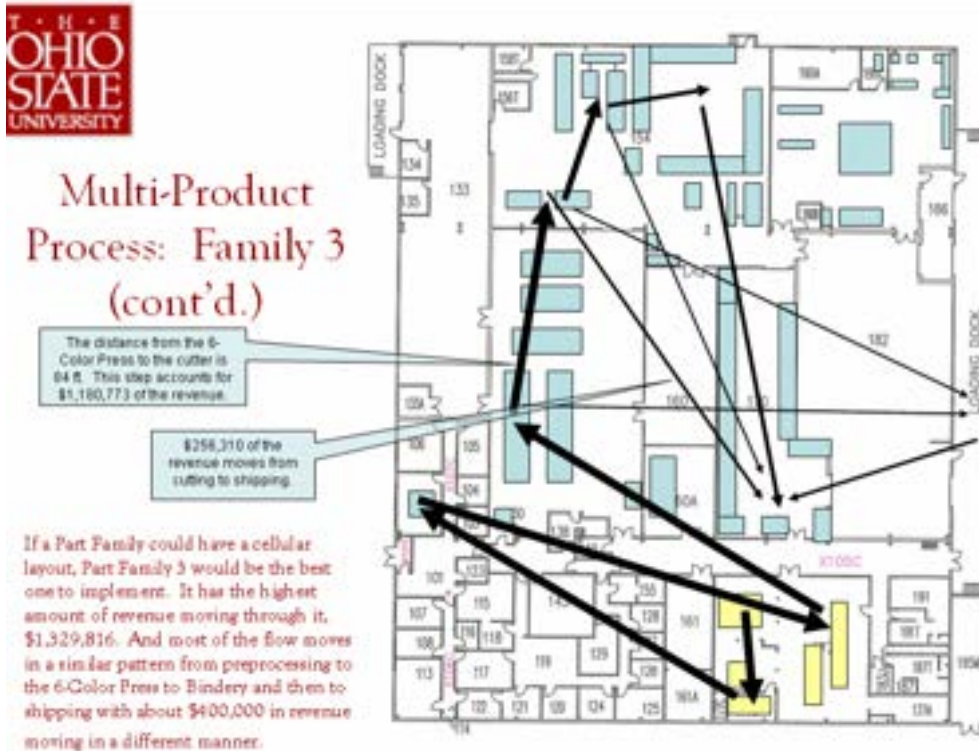 T · H · E
OHIO
STATE
UNIVERSITY
Multi-Product
Process: Family 3
(cont'd.)
The distance from the 6-
Color Press to the cutter is
84 ft. This step accounts for
$1,180,773 of the revenue.
$256,310 of the
revenue moves from
cutting to shipping.
If a Part Family could have a cellular
layout, Part Family 3 would be the best
one to implement. It has the highest
amount of revenue moving through it,
$1,329,816. And most of the flow moves
in a similar pattern from preprocessing to
the 6-Color Press to Bindery and then to
shipping with about $400,000 in revenue
moving in a different manner.
LOADING DOCK
134
135
133
154
166
182
LOADING DOCK
106
105
101
107
108
113
115
118
117
122
121
120
119
124
125
129
128
161
161A
191